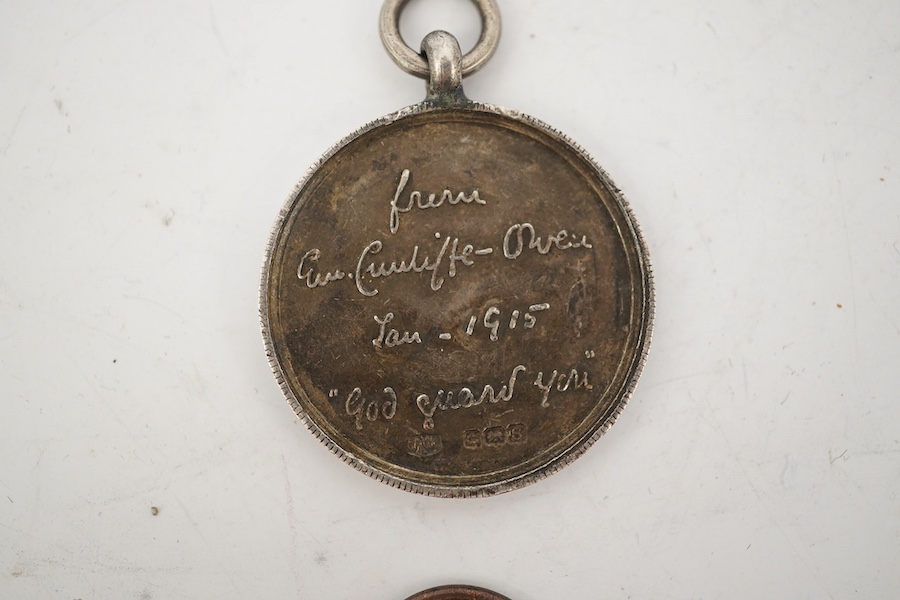 from
Em. Cunliffe-Owen
Jan - 1915
"God guard you"